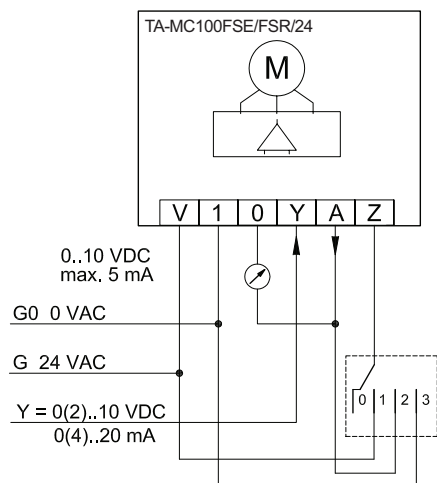 TA-MC100FSE/FSR/24
M
V 1 0 Y A Z
0..10 VDC
max. 5 mA
G0 0 VAC
G 24 VAC
0 1 2 3
Y = 0(2)..10 VDC
0(4)..20 mA